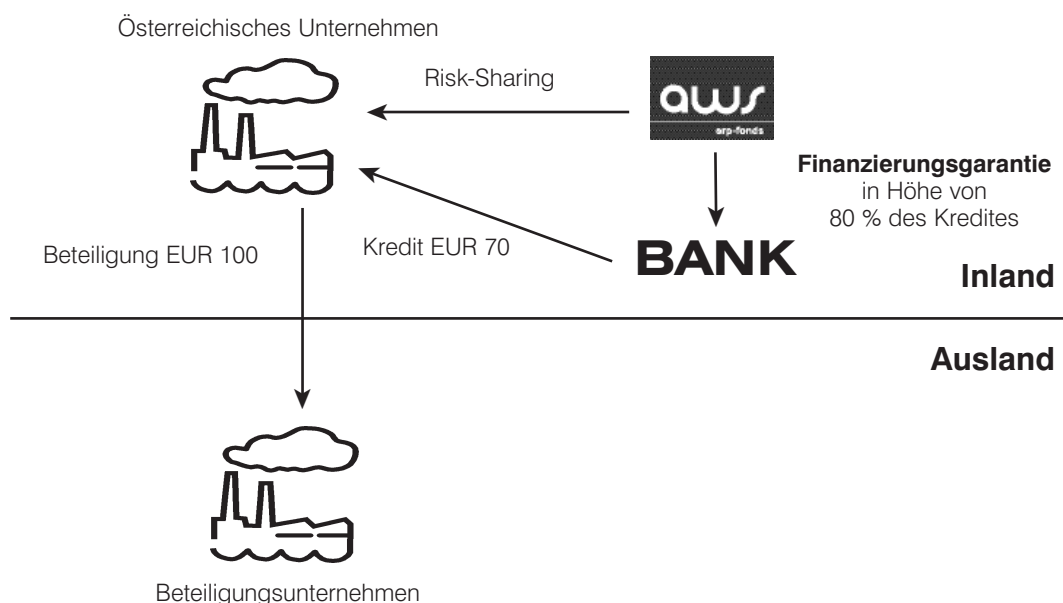 Österreichisches Unternehmen
Risk-Sharing
aws
erp-fonds
Finanzierungsgarantie
in Höhe von
80 % des Kredites
Beteiligung EUR 100
Kredit EUR 70
BANK
Inland
Ausland
Beteiligungsunternehmen